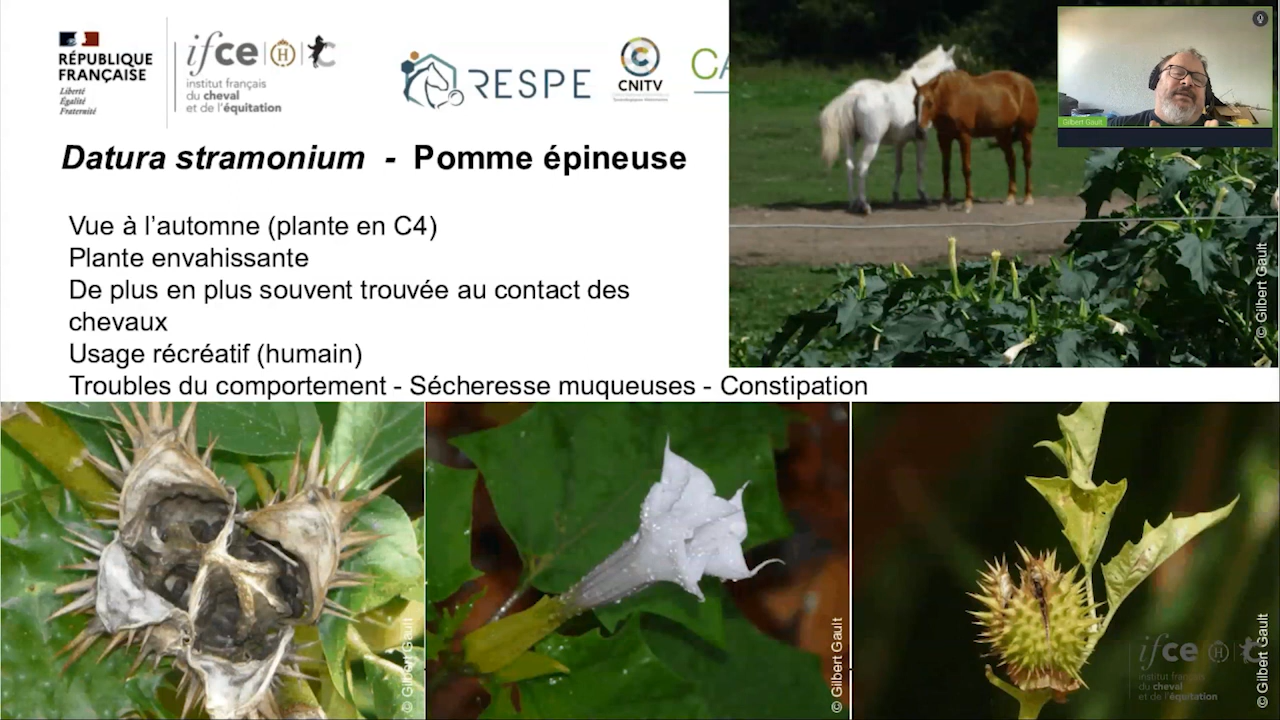 RÉPUBLIQUE
FRANÇAISE
Liberté
Égalité
Fraternité
ifce
institut français
du cheval
et de l'équitation
RESPE
CNITV
CA
Datura stramonium - Pomme épineuse
Vue à l'automne (plante en C4)
Plante envahissante
De plus en plus souvent trouvée au contact des
chevaux
Usage récréatif (humain)
Troubles du comportement - Sécheresse muqueuses - Constipation
Gilbert Gault
© Gilbert Gault
© Gilbert Gault
© Gilbert Gault
© Gilbert Gault
ifce
institut français
du cheval
et de l'équitation